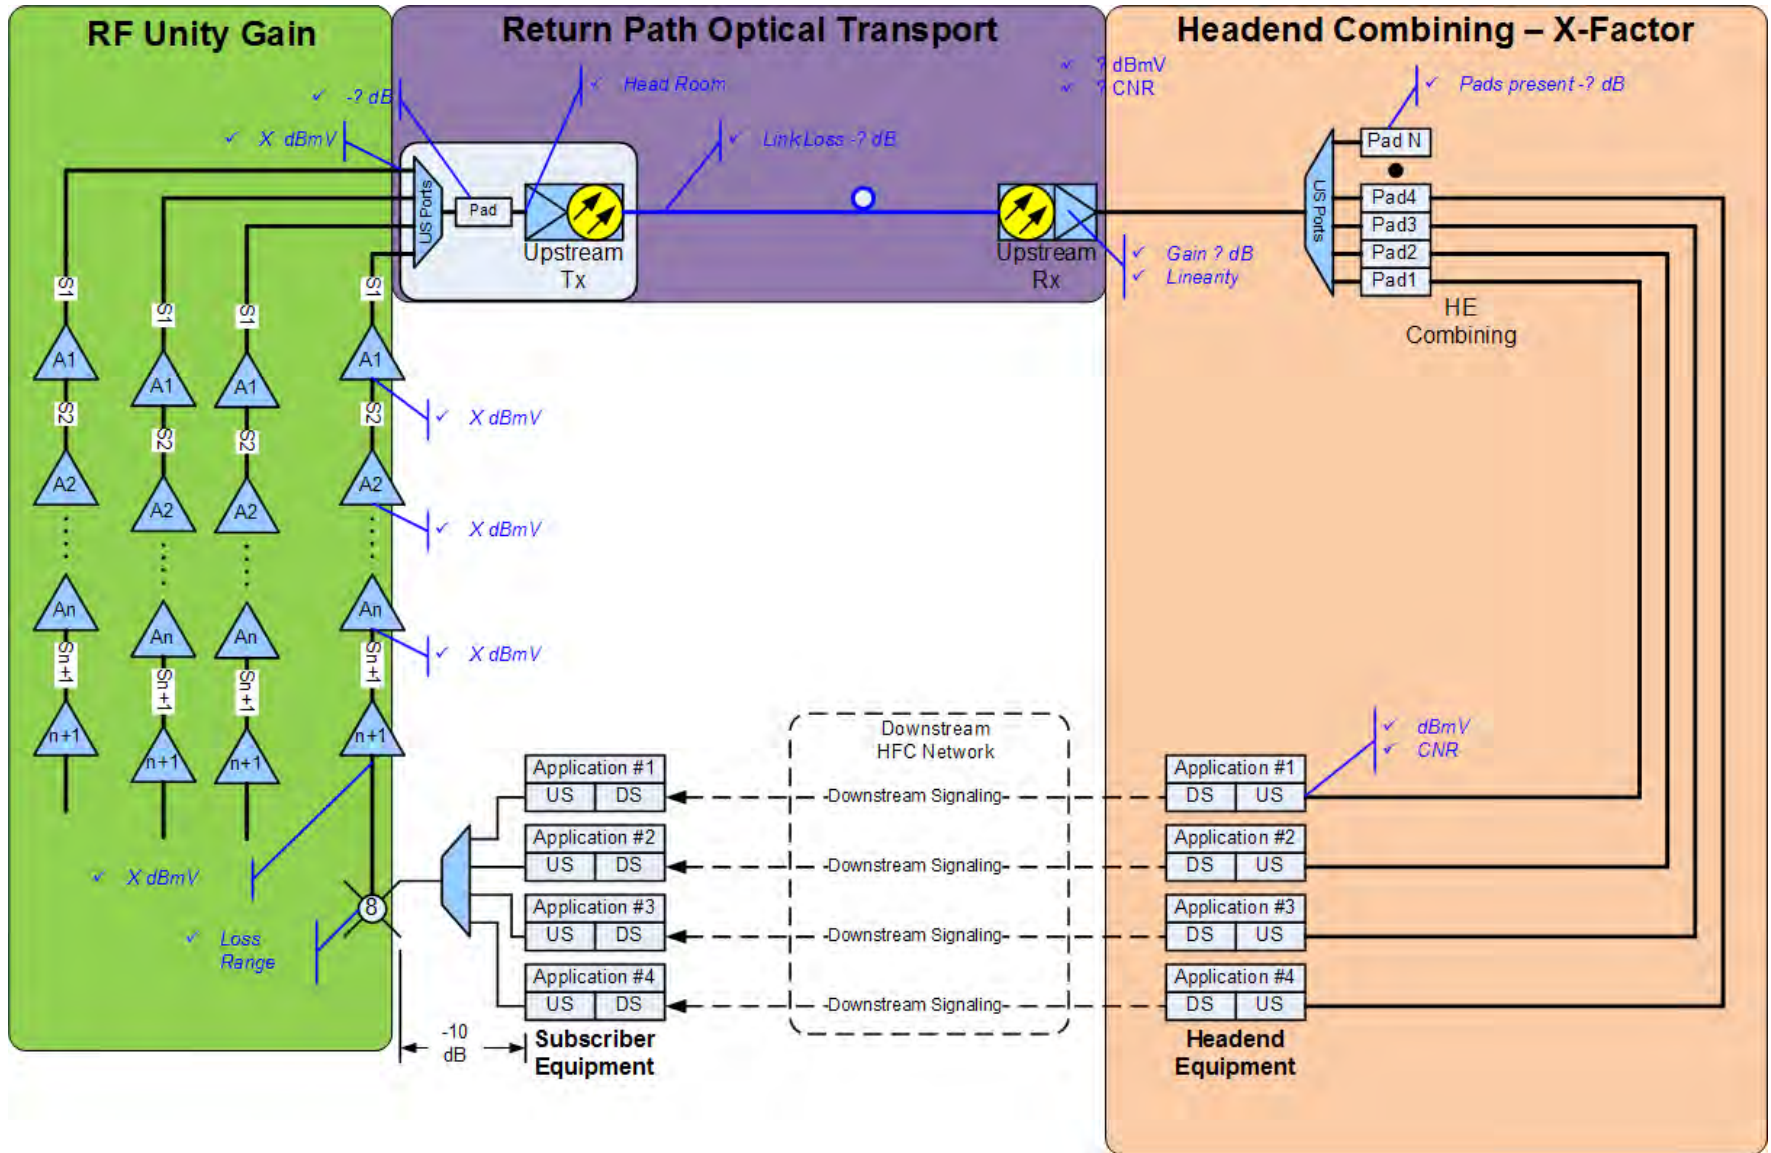 RF Unity Gain
Return Path Optical Transport
Headend Combining – X-Factor
✓ -? dB
✓ X dBmV
✓ Head Room
✓ Link Loss -? dB
✓ ? dBmV
✓ ? CNR
✓ Pads present -? dB
US Ports
Pad
Upstream
Tx
Upstream
Rx
✓ Gain ? dB
✓ Linearity
US Ports
Pad N
Pad4
Pad3
Pad2
Pad1
HE
Combining
S1
S1
S1
S1
A1
A1
A1
A1
✓ X dBmV
S2
S2
S2
S2
A2
A2
A2
A2
✓ X dBmV
An
An
An
An
✓ X dBmV
Sn+1
Sn+1
Sn+1
Sn+1
n+1
n+1
n+1
n+1
✓ X dBmV
8
✓ Loss
Range
-10
dB
Application #1
US DS
Application #2
US DS
Application #3
US DS
Application #4
US DS
Subscriber
Equipment
Downstream
HFC Network
Downstream Signaling
Downstream Signaling
Downstream Signaling
Downstream Signaling
✓ dBmV
✓ CNR
Application #1
DS US
Application #2
DS US
Application #3
DS US
Application #4
DS US
Headend
Equipment